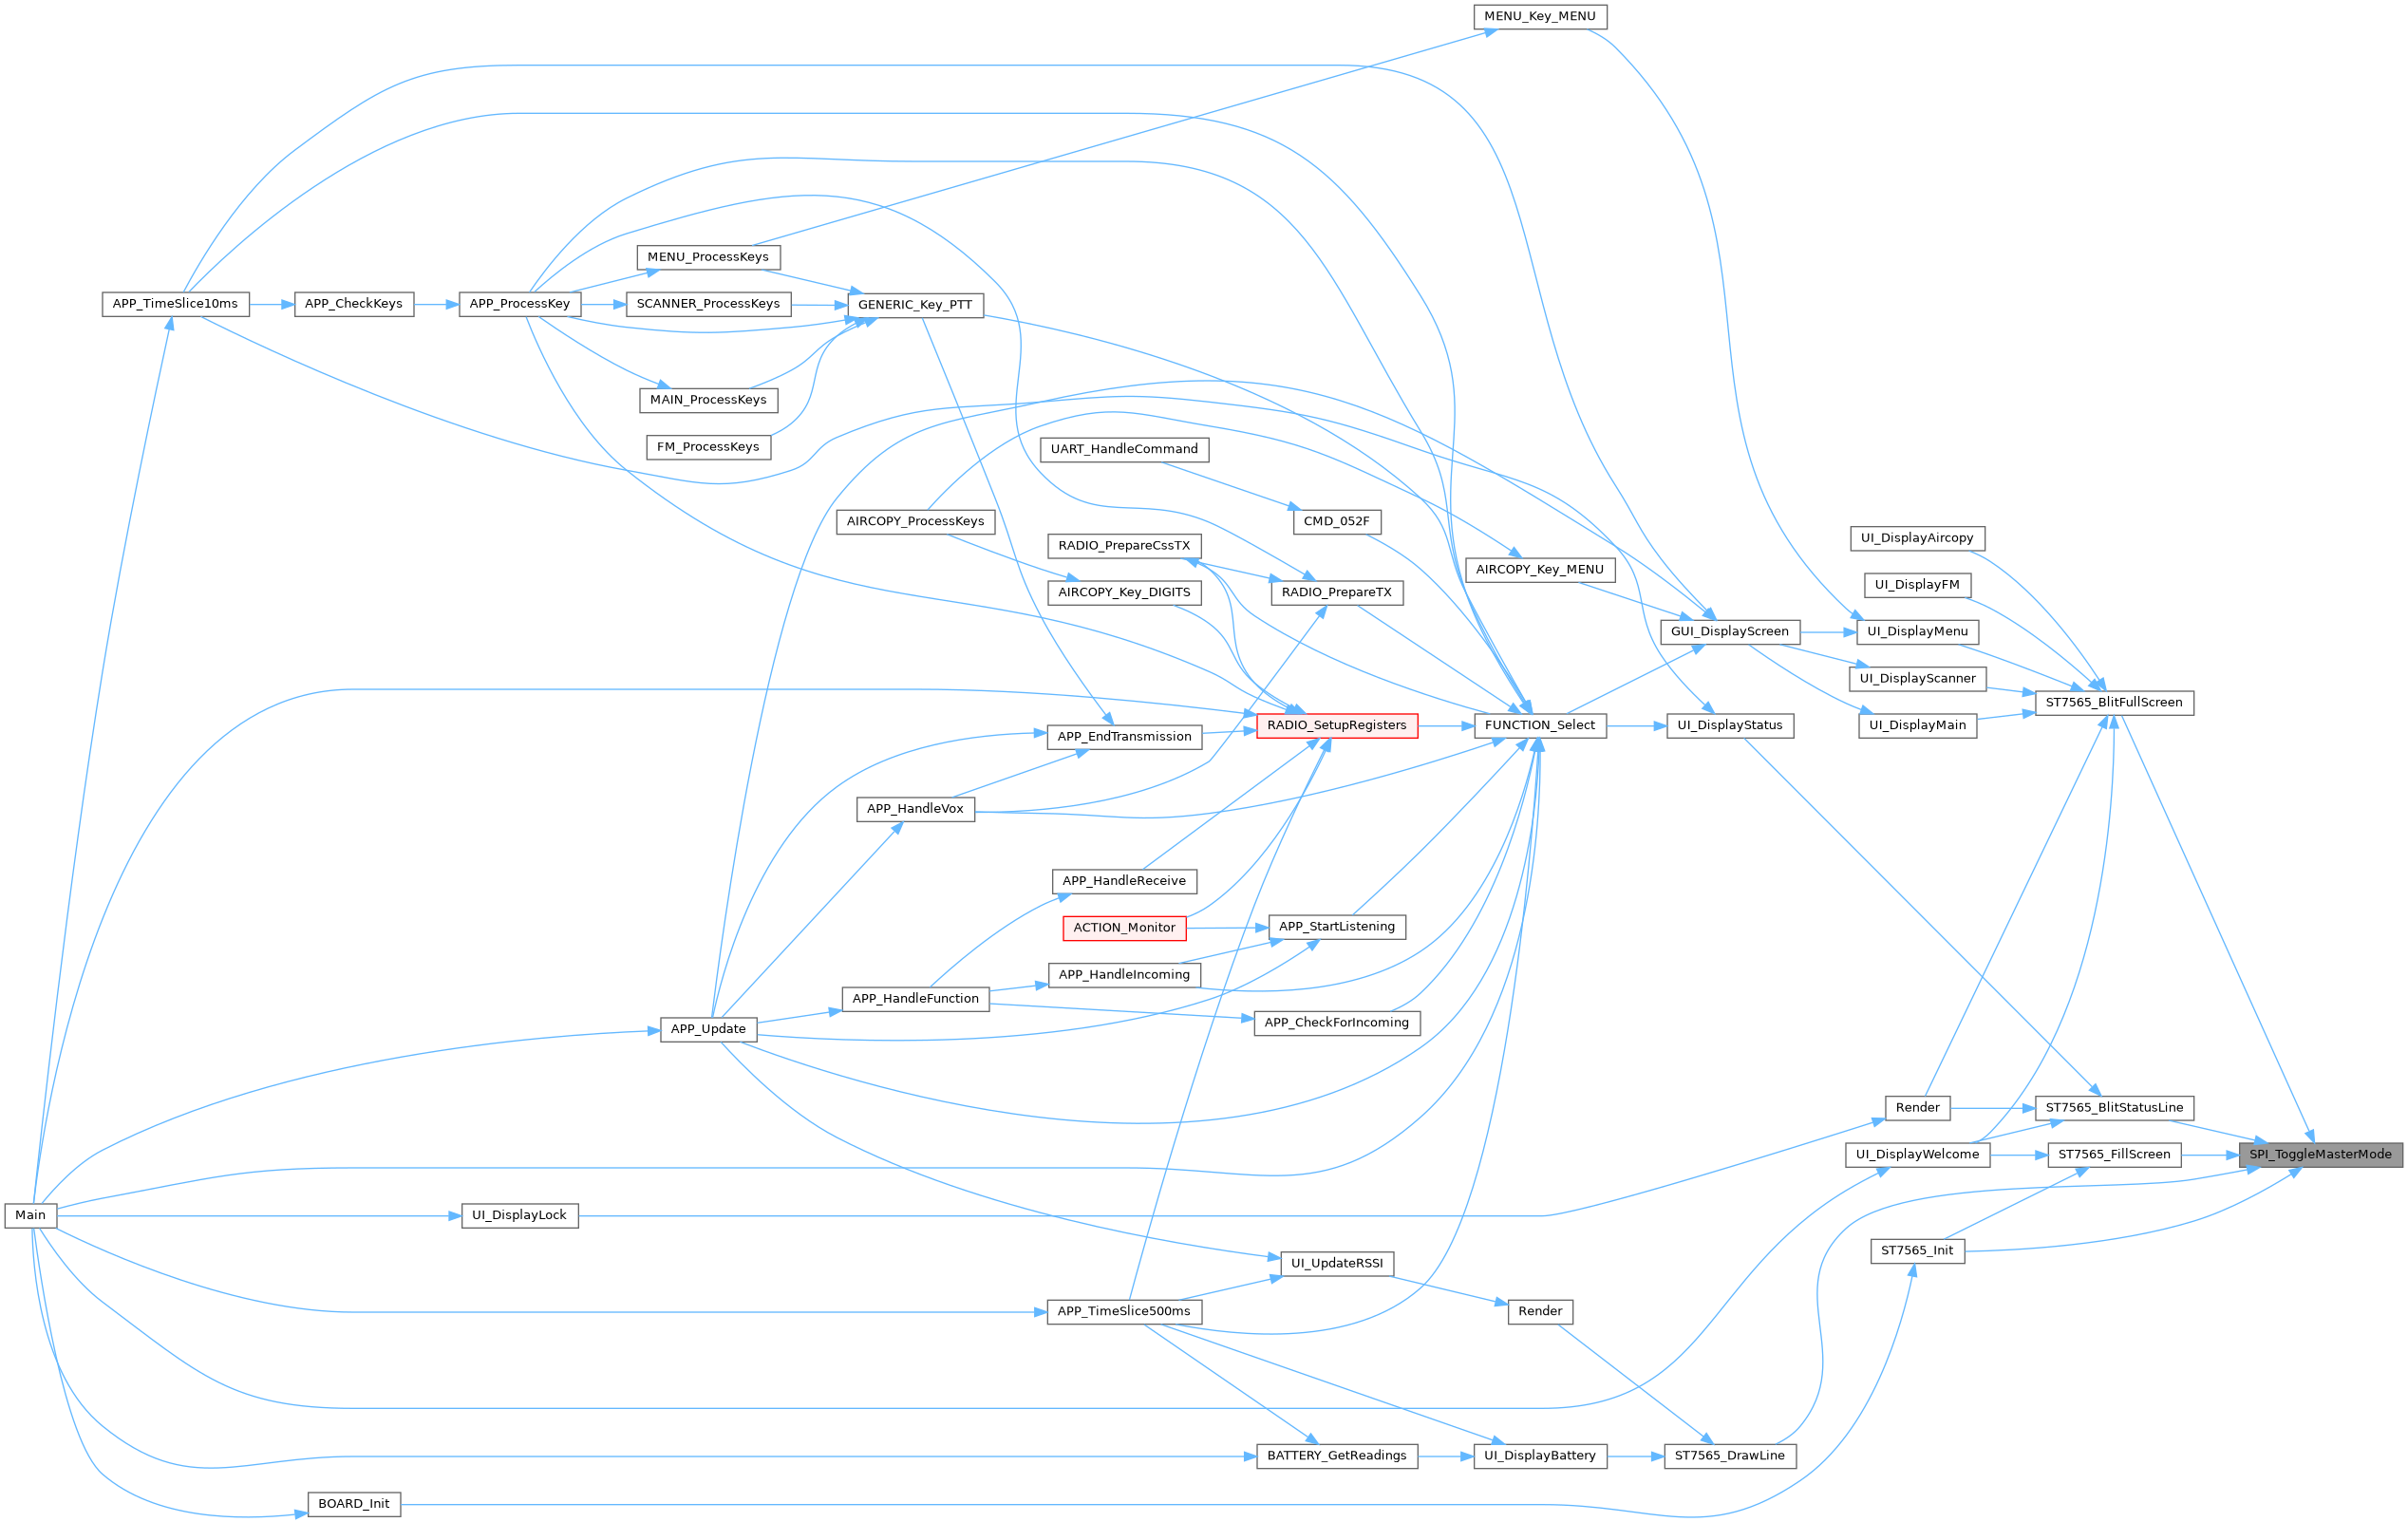 MENU_Key_MENU
MENU_ProcessKeys
APP_TimeSlice10ms
APP_CheckKeys
APP_ProcessKey
SCANNER_ProcessKeys
GENERIC_Key_PTT
MAIN_ProcessKeys
FM_ProcessKeys
UART_HandleCommand
AIRCOPY_ProcessKeys
CMD_052F
RADIO_PrepareCssTX
UI_DisplayAircopy
AIRCOPY_Key_MENU
UI_DisplayFM
AIRCOPY_Key_DIGITS
RADIO_PrepareTX
GUI_DisplayScreen
UI_DisplayMenu
UI_DisplayScanner
ST7565_BlitFullScreen
APP_EndTransmission
RADIO_SetupRegisters
FUNCTION_Select
UI_DisplayStatus
UI_DisplayMain
APP_HandleVox
APP_HandleReceive
ACTION_Monitor
APP_StartListening
APP_HandleIncoming
APP_HandleFunction
APP_CheckForIncoming
APP_Update
Render
ST7565_BlitStatusLine
UI_DisplayWelcome
ST7565_FillScreen
SPI_ToggleMasterMode
Main
UI_DisplayLock
ST7565_Init
UI_UpdateRSSI
APP_TimeSlice500ms
Render
BATTERY_GetReadings
UI_DisplayBattery
ST7565_DrawLine
BOARD_Init